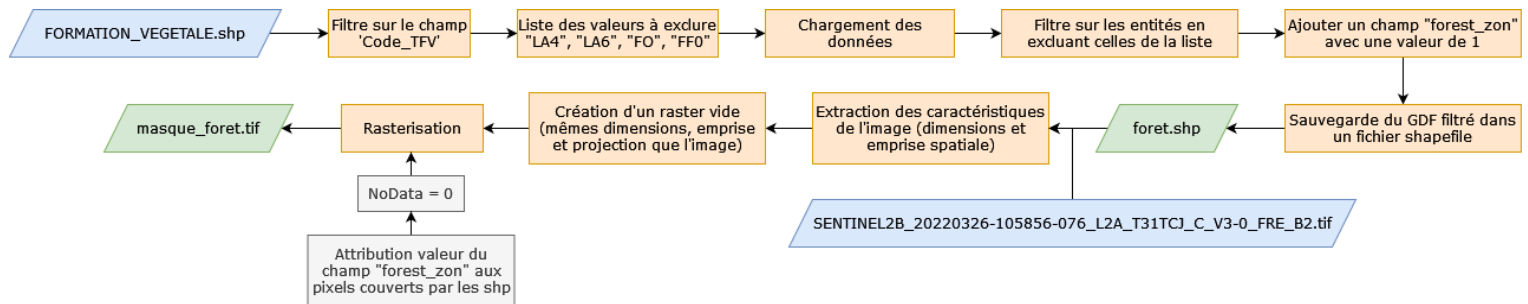 FORMATION_VEGETALE.shp
Filtre sur le champ
'Code_TFV'
Liste des valeurs à exclure
"LA4", "LA6", "FO", "FF0"
Chargement des
données
Filtre sur les entités en
excluant celles de la liste
Ajouter un champ "forest_zon"
avec une valeur de 1
Sauvegarde du GDF filtré dans
un fichier shapefile
foret.shp
Extraction des caractéristiques
de l'image (dimensions et
emprise spatiale)
Création d'un raster vide
(mêmes dimensions, emprise
et projection que l'image)
Rasterisation
masque_foret.tif
NoData = 0
Attribution valeur du
champ "forest_zon" aux
pixels couverts par les shp
SENTINEL2B_20220326-105856-076_L2A_T31TCJ_C_V3-0_FRE_B2.tif